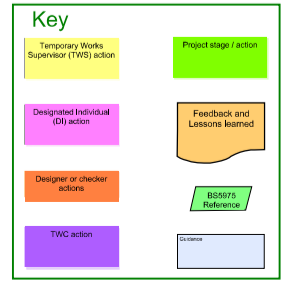 Key
Temporary Works
Supervisor (TWS) action
Project stage / action
Designated Individual
(DI) action
Feedback and
Lessons learned
Designer or checker
actions
BS5975
Reference
TWC action
Guidance